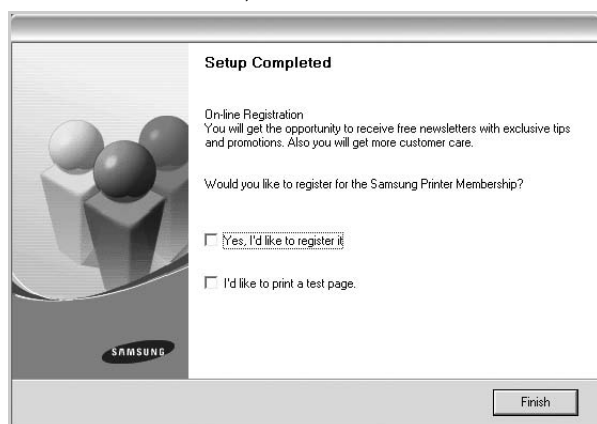 Setup Completed
On-line Registration
You will get the opportunity to receive free newsletters with exclusive tips
and promotions. Also you will get more customer care.
Would you like to register for the Samsung Printer Membership?
Yes, I'd like to register it
I'd like to print a test page.
SAMSUNG
Finish